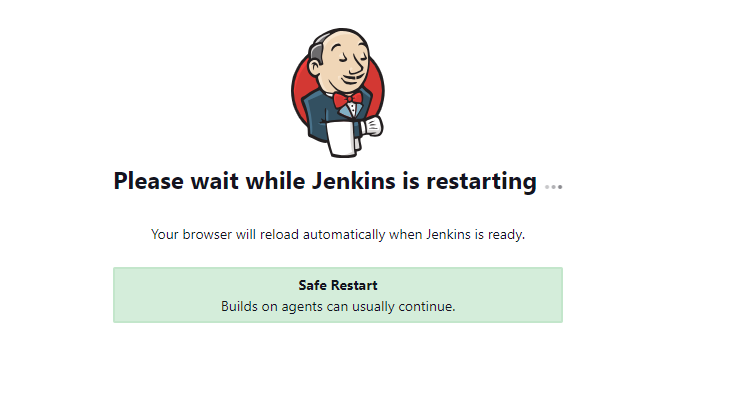 Please wait while Jenkins is restarting ...
Your browser will reload automatically when Jenkins is ready.
Safe Restart
Builds on agents can usually continue.